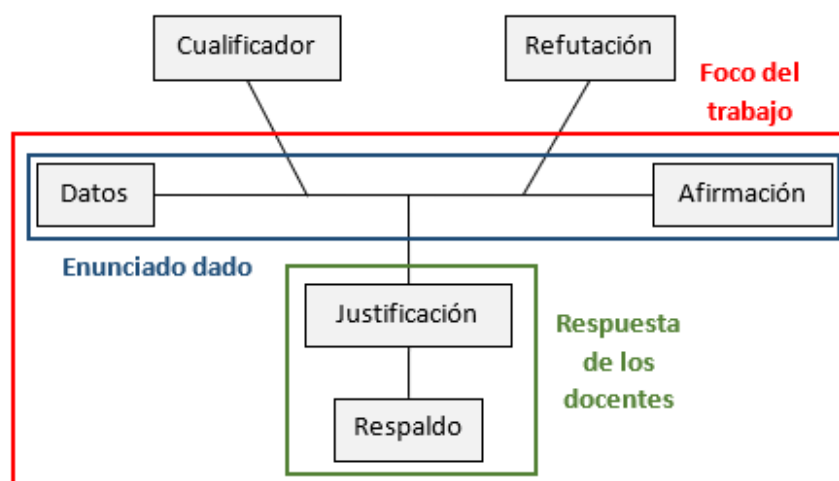 Cualificador
Refutación
Foco del
trabajo
Datos
Afirmación
Enunciado dado
Justificación
Respuesta
de los
docentes
Respaldo